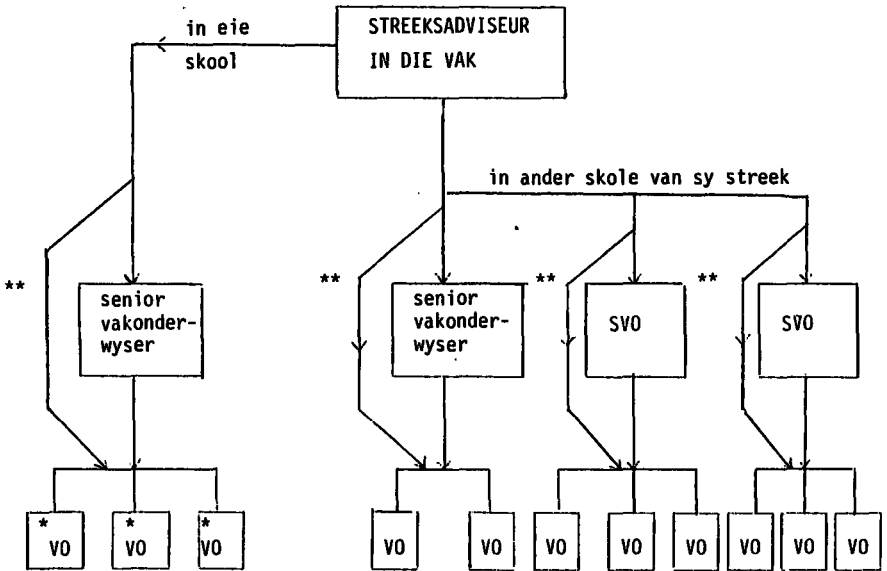 in eie
skool
STREEKSADVISEUR
IN DIE VAK
in ander skole van sy streek
**
**
**
**
senior
vakonder-
wyser
senior
vakonder-
wyser
SVO
SVO
* * *
VO VO VO VO VO VO VO VO VO VO VO